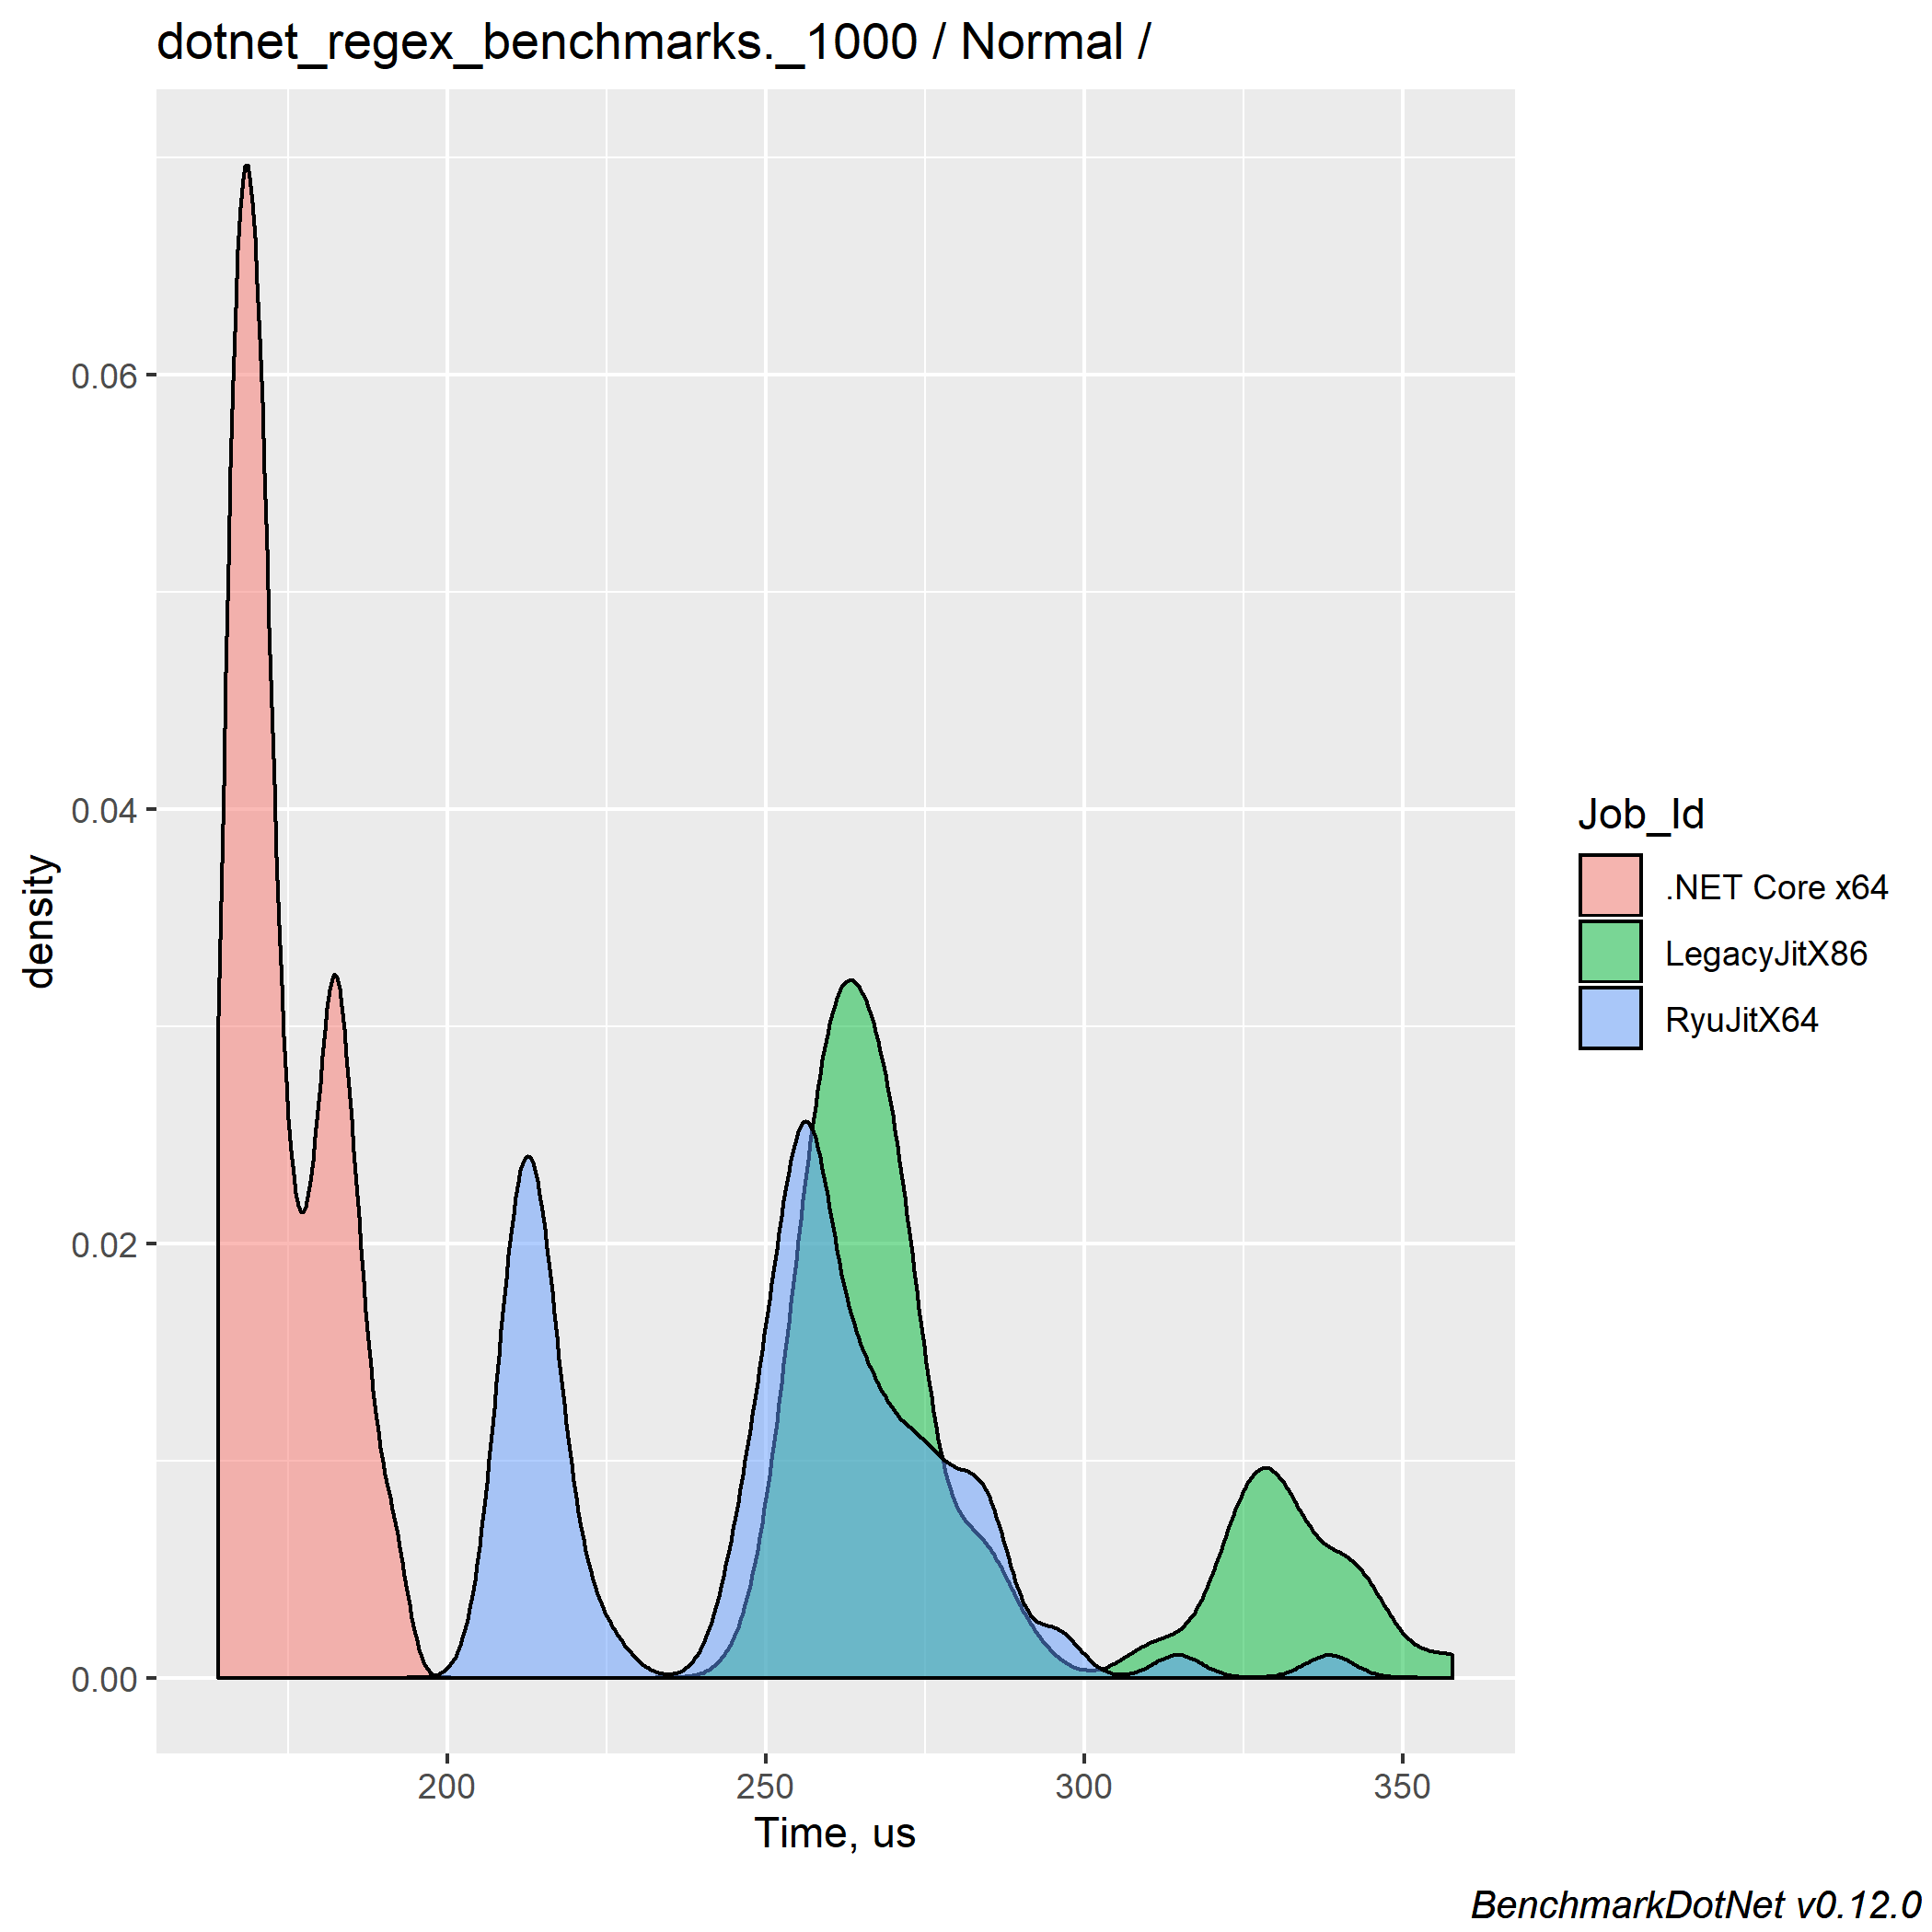 dotnet_regex_benchmarks._1000 / Normal /
density
0.06
0.04
0.02
0.00
200
250
300
350
Time, us
Job_Id
.NET Core x64
LegacyJitX86
RyuJitX64
BenchmarkDotNet v0.12.0